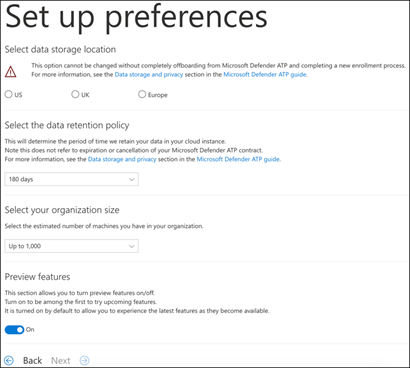 Set up preferences
Select data storage location
This option cannot be changed without completely offboarding from Microsoft Defender ATP and completing a new enrollment process.
For more information, see the Data storage and privacy section in the Microsoft Defender ATP guide.
US UK Europe
Select the data retention policy
This will determine the period of time we retain your data in your cloud instance.
Note this does not refer to expiration or cancellation of your Microsoft Defender ATP contract.
For more information, see the Data storage and privacy section in the Microsoft Defender ATP guide.
180 days
Select your organization size
Select the estimated number of machines you have in your organization.
Up to 1,000
Preview features
This section allows you to turn preview features on/off.
Turn on to be among the first to try upcoming features.
It is turned on by default to allow you to experience the latest features as they become available.
On
Back Next